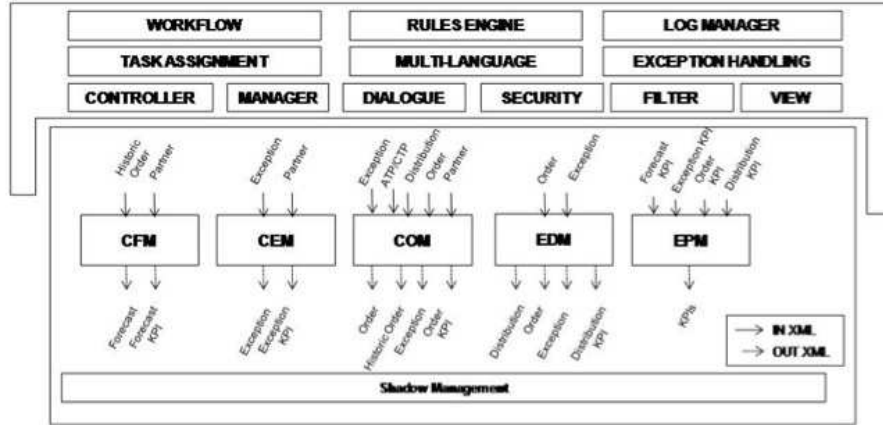 WORKFLOW RULES ENGINE LOG MANAGER
TASK ASSIGNMENT MULTI-LANGUAGE EXCEPTION HANDLING
CONTROLLER MANAGER DIALOGUE SECURITY FILTER VIEW
Historic
Order
Partner
Exception
Partner
Exception
ATP/CTP
Distribution
Order
Partner
Order
Exception
Forecast
KPI
Exception KPI
Order
KPI
Distribution
KPI
CFM CEM COM EDM EPM
Forecast
Forecast
KPI
Exception
Exception
KPI
Order
Historic Order
Exception
Order
KPI
Distribution
Order
Exception
Distribution
KPI
KPIs
IN XML
OUT XML
Shadow Management